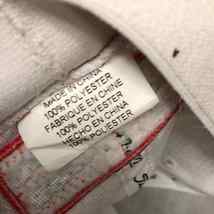 MADE IN CHINA
100% POLYESTER
FABRIQUE EN CHINE
100% POLYESTER
HECHO EN CHINA
100% POLYESTER